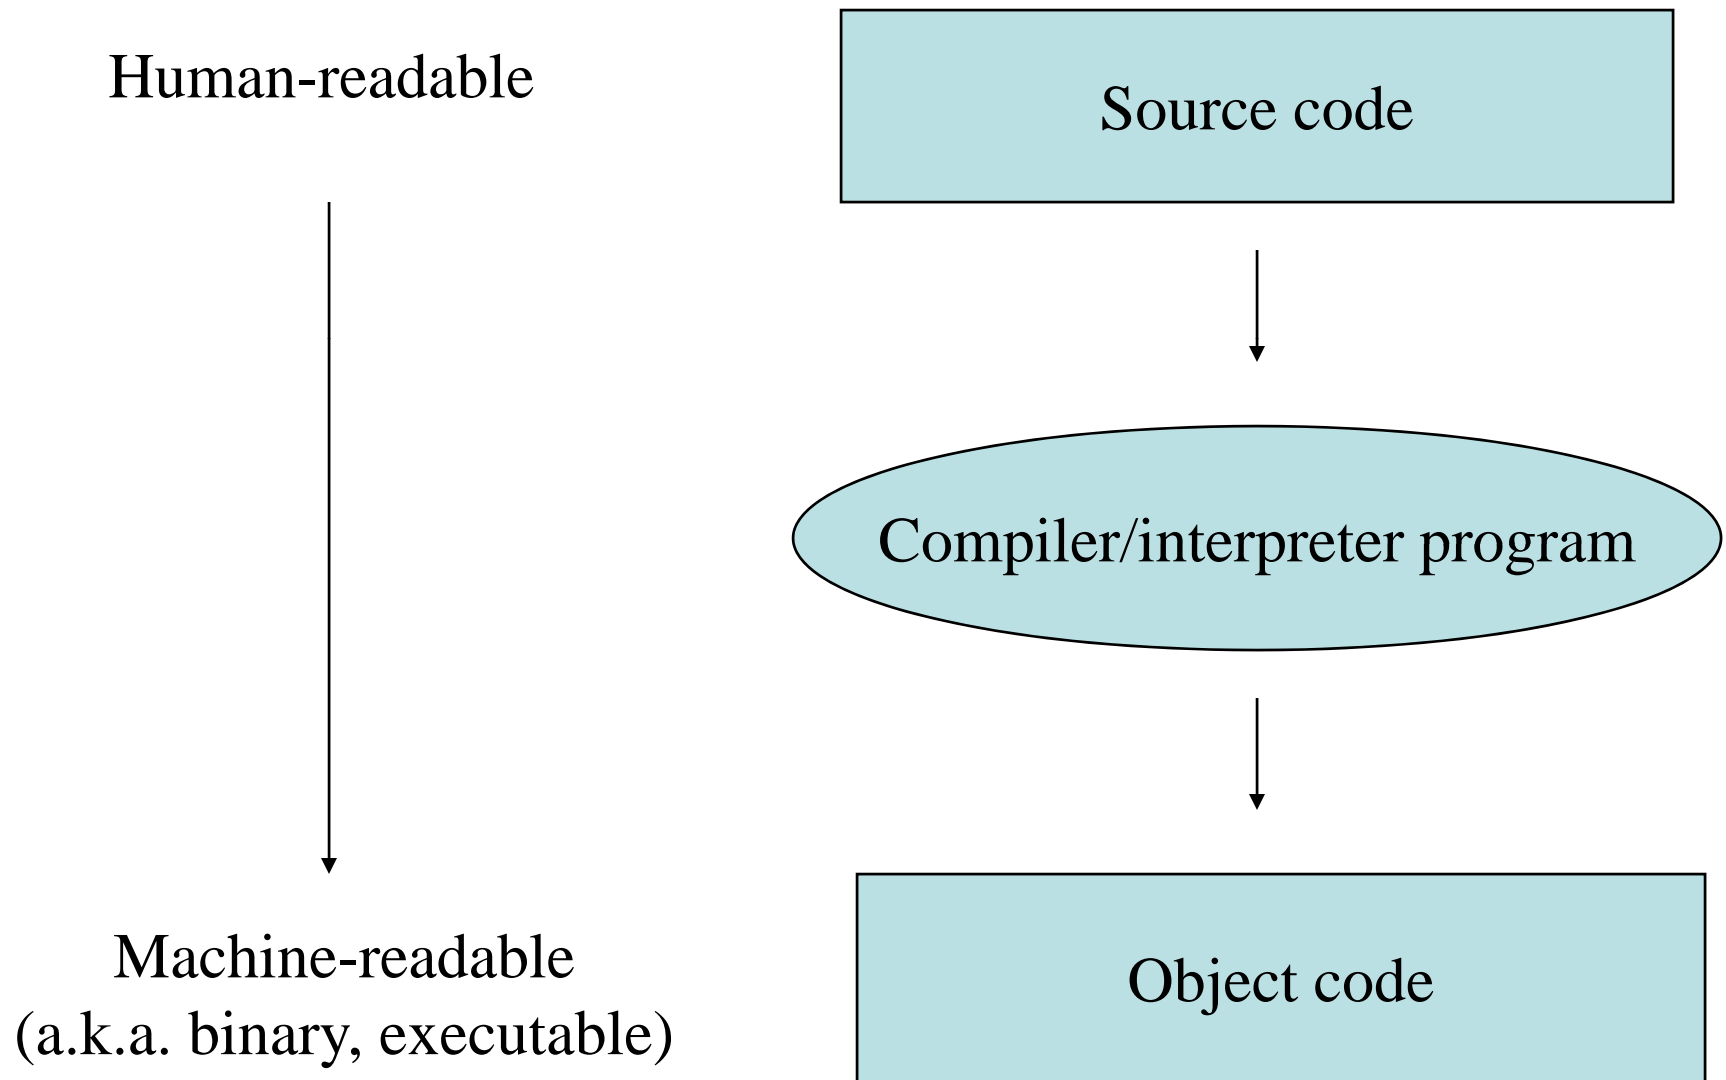 Human-readable
Source code
Compiler/interpreter program
Machine-readable
(a.k.a. binary, executable)
Object code